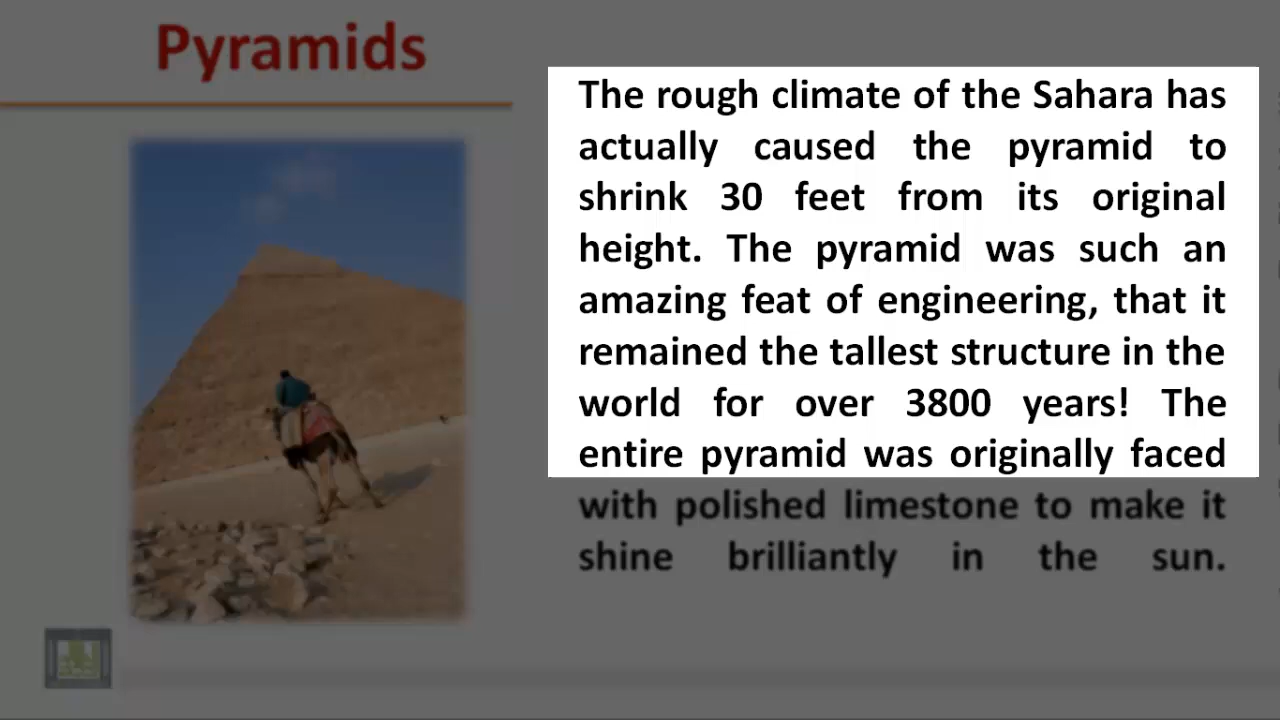 Pyramids
The rough climate of the Sahara has
actually caused the pyramid to
shrink 30 feet from its original
height. The pyramid was such an
amazing feat of engineering, that it
remained the tallest structure in the
world for over 3800 years! The
entire pyramid was originally faced
with polished limestone to make it
shine brilliantly in the sun.